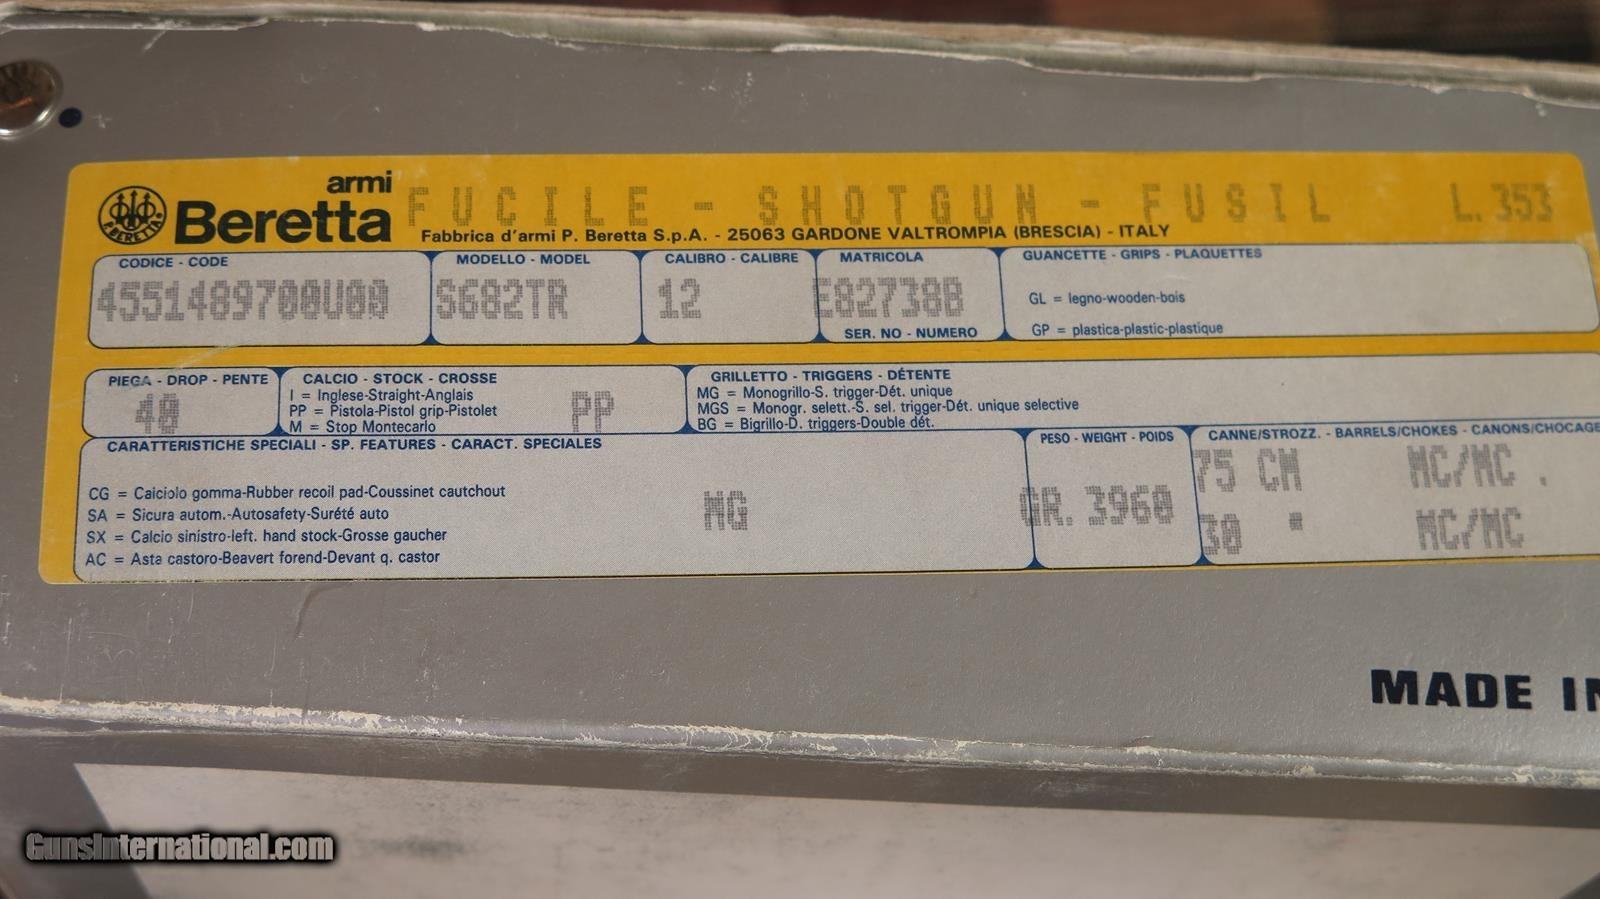 armi
Beretta
P. BERETTA
FUCILE - SHOTGUN - FUSIL L. 353
Fabbrica d'armi P. Beretta S.p.A. - 25063 GARDONE VALTROMPIA (BRESCIA) - ITALY
CODICE - CODE
4551489700U00
MODELLO - MODEL
S682TR
CALIBRO - CALIBRE
12
MATRICOLA
E82738B
SER. NO - NUMERO
GUANCETTE - GRIPS - PLAQUETTES
GL = legno-wooden-bois
GP = plastica-plastic-plastique
PIEGA - DROP - PENTE
40
CALCIO - STOCK - CROSSE
I = Inglese-Straight-Anglais
PP = Pistola-Pistol grip-Pistolet
M = Stop Montecarlo
PP
GRILLETTO - TRIGGERS - DÉTENTE
MG = Monogrillo-S. trigger-Dét. unique
MGS = Monogr. selett.-S. sel. trigger-Dét. unique selective
BG = Bigrillo-D. triggers-Double dét.
CARATTERISTICHE SPECIALI - SP. FEATURES - CARACT. SPECIALES
CG = Calciolo gomma-Rubber recoil pad-Coussinet cautchout
SA = Sicura autom.-Autosafety-Sureté auto
SX = Calcio sinistro-left. hand stock-Grosse gaucher
AC = Asta castoro-Beavert forend-Devant q. castor
MG
PESO - WEIGHT - POIDS
GR. 3960
CANNE/STROZZ. - BARRELS/CHOKES - CANONS/CHOCAGE
75 CM MC/MC .
30 " MC/MC
MADE IN
GunsInternational.com